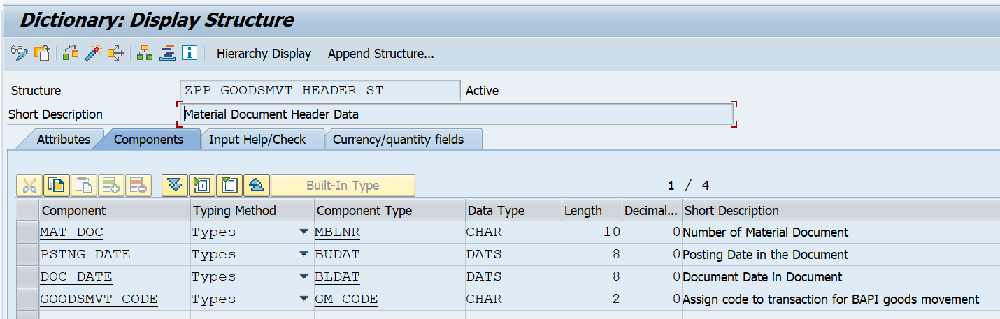 Dictionary: Display Structure
Hierarchy Display Append Structure...
Structure ZPP_GOODSMVT_HEADER_ST Active
Short Description Material Document Header Data
Attributes Components Input Help/Check Currency/quantity fields
Built-In Type 1 / 4
Component Typing Method Component Type Data Type Length Decimal... Short Description
MAT_DOC Types MBLNR CHAR 10 0 Number of Material Document
PSTNG_DATE Types BUDAT DATS 8 0 Posting Date in the Document
DOC_DATE Types BLDAT DATS 8 0 Document Date in Document
GOODSMVT_CODE Types GM_CODE CHAR 2 0 Assign code to transaction for BAPI goods movement